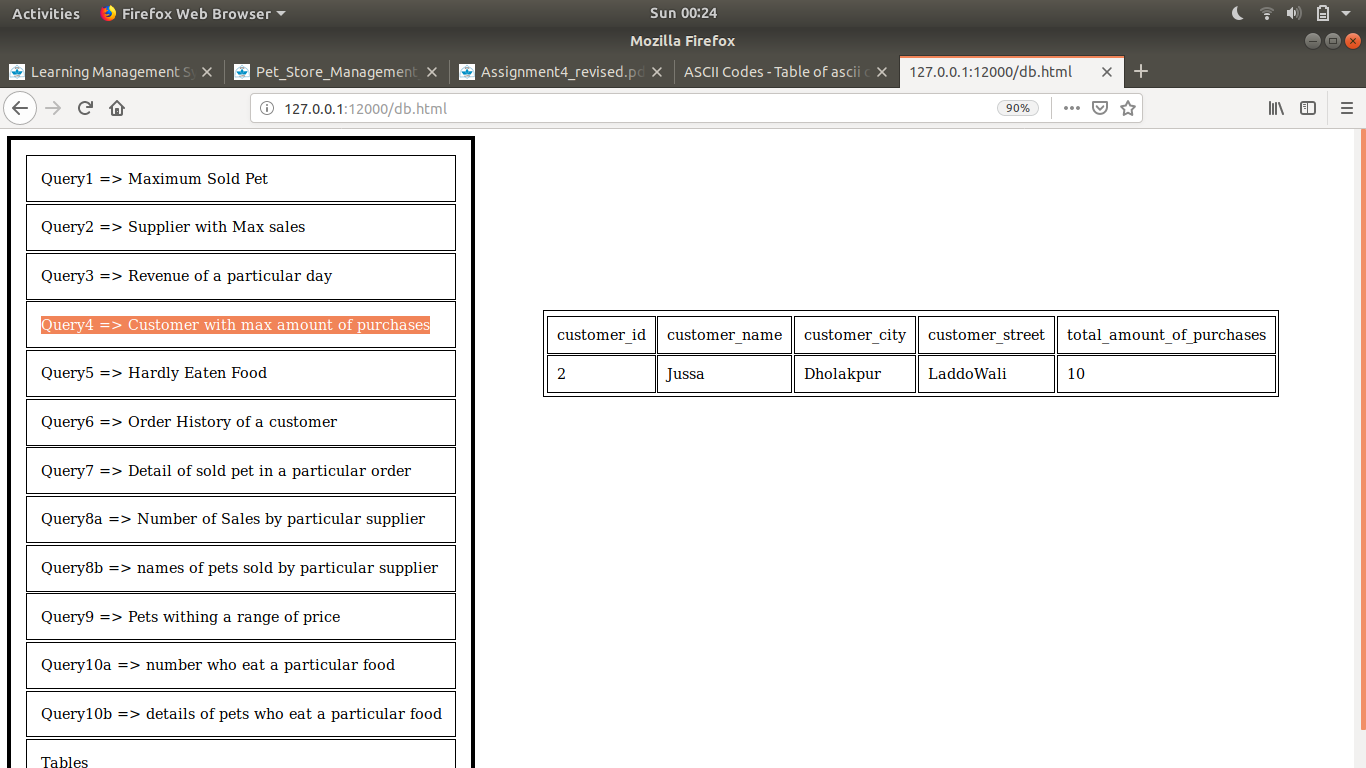 Activities Firefox Web Browser Sun 00:24
Mozilla Firefox
Learning Management Sy Pet_Store_Management Assignment4_revised.pd ASCII Codes - Table of ascii c 127.0.0.1:12000/db.html
127.0.0.1:12000/db.html 90%
Query1 => Maximum Sold Pet
Query2 => Supplier with Max sales
Query3 => Revenue of a particular day
Query4 => Customer with max amount of purchases
Query5 => Hardly Eaten Food
Query6 => Order History of a customer
Query7 => Detail of sold pet in a particular order
Query8a => Number of Sales by particular supplier
Query8b => names of pets sold by particular supplier
Query9 => Pets withing a range of price
Query10a => number who eat a particular food
Query10b => details of pets who eat a particular food
Tables
customer_id customer_name customer_city customer_street total_amount_of_purchases
2 Jussa Dholakpur LaddoWali 10